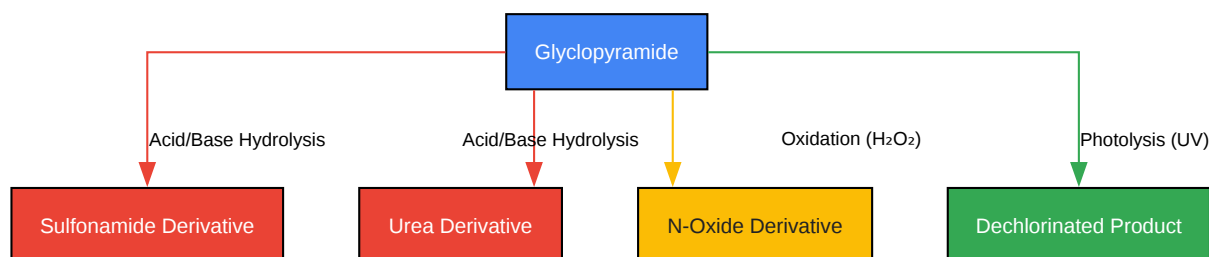 Glyclopyramide
Acid/Base Hydrolysis
Acid/Base Hydrolysis
Oxidation (H₂O₂)
Photolysis (UV)
Sulfonamide Derivative
Urea Derivative
N-Oxide Derivative
Dechlorinated Product